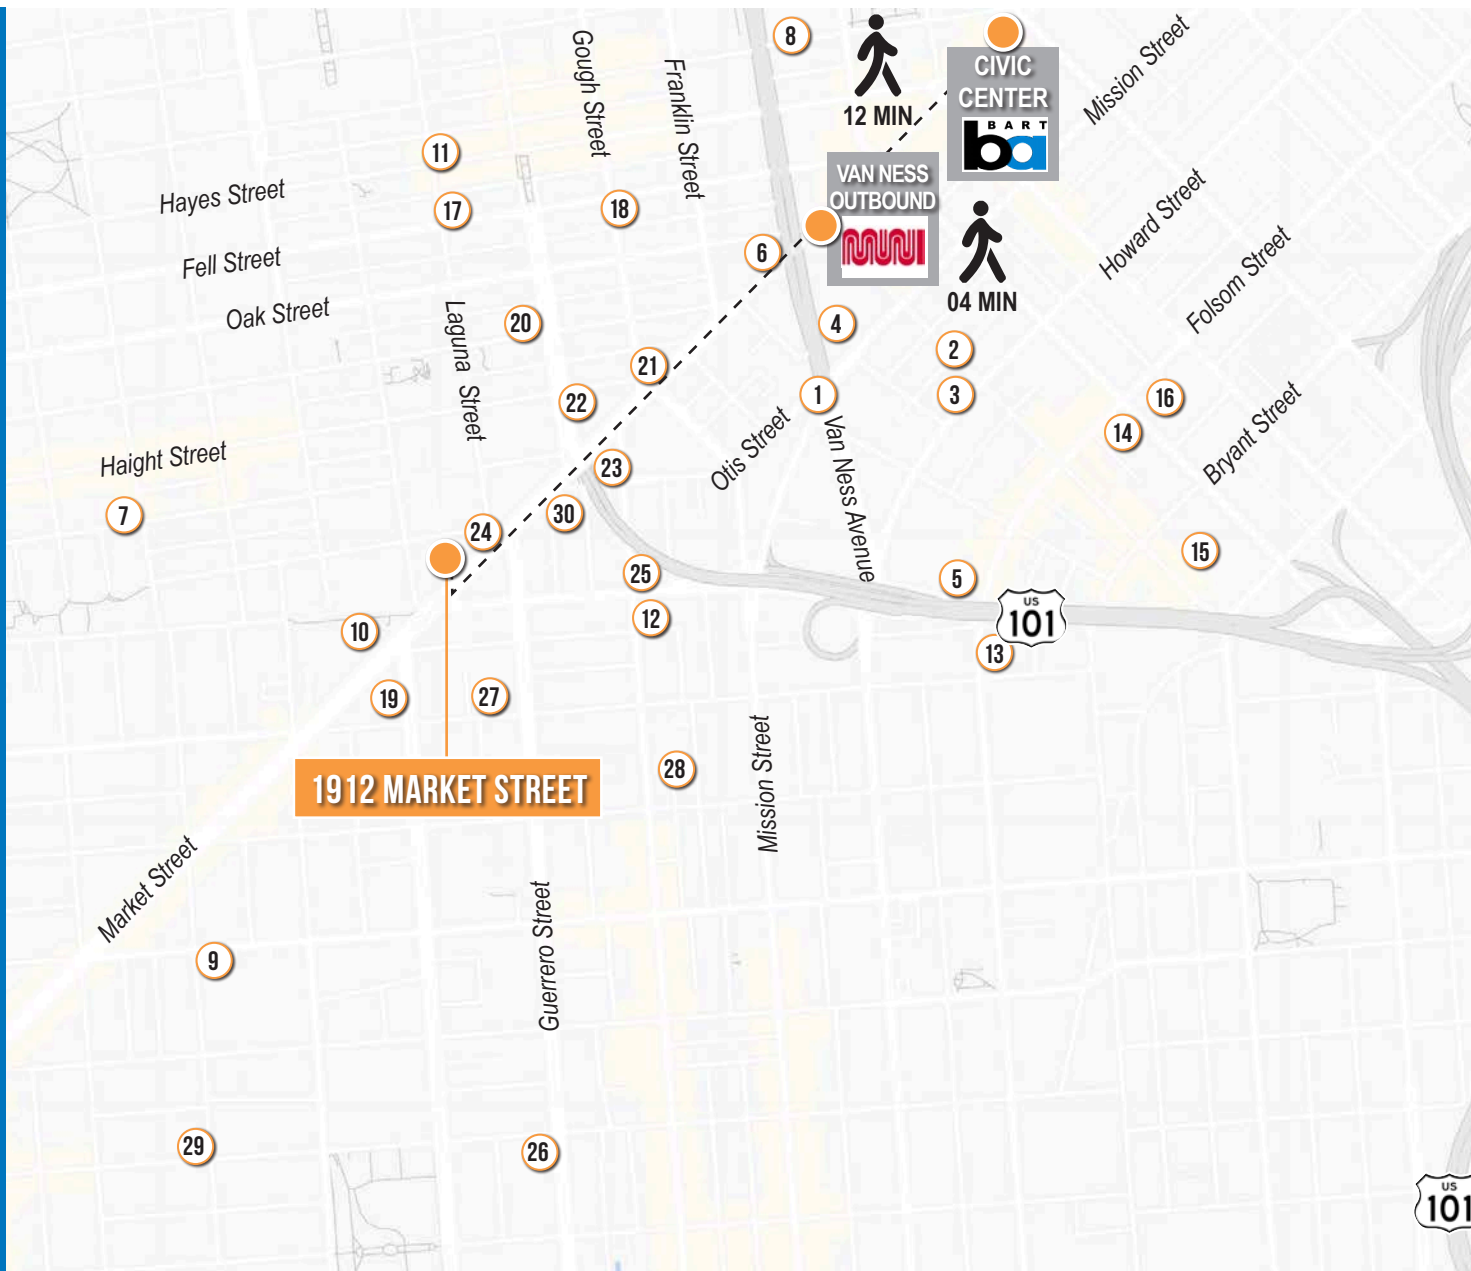 8
CIVIC
CENTER
BART
ba
12 MIN
Mission Street
Gough Street
Franklin Street
11
Hayes Street
17
18
VAN NESS
OUTBOUND
MUNI
6
04 MIN
Howard Street
Folsom Street
Fell Street
Oak Street
Laguna Street
20
4
2
21
22
1
3
16
14
Otis Street
Van Ness Avenue
Bryant Street
Haight Street
23
7
30
24
15
25
5
12
US
101
10
13
19
27
1912 MARKET STREET
28
Mission Street
Market Street
Guerrero Street
9
29
26
US
101